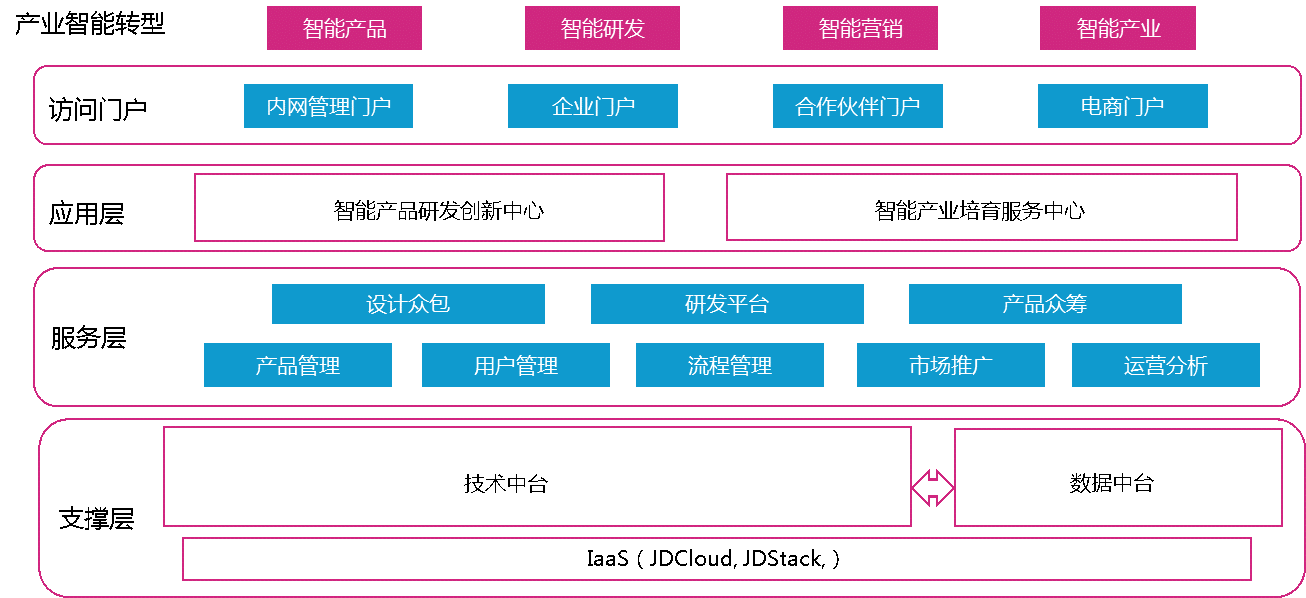 产业智能转型
智能产品
智能研发
智能营销
智能产业
访问门户
内网管理门户
企业门户
合作伙伴门户
电商门户
应用层
智能产品研发创新中心
智能产业培育服务中心
服务层
设计众包
研发平台
产品众筹
产品管理
用户管理
流程管理
市场推广
运营分析
支撑层
技术中台
数据中台
IaaS ( JDCloud, JDStack, )